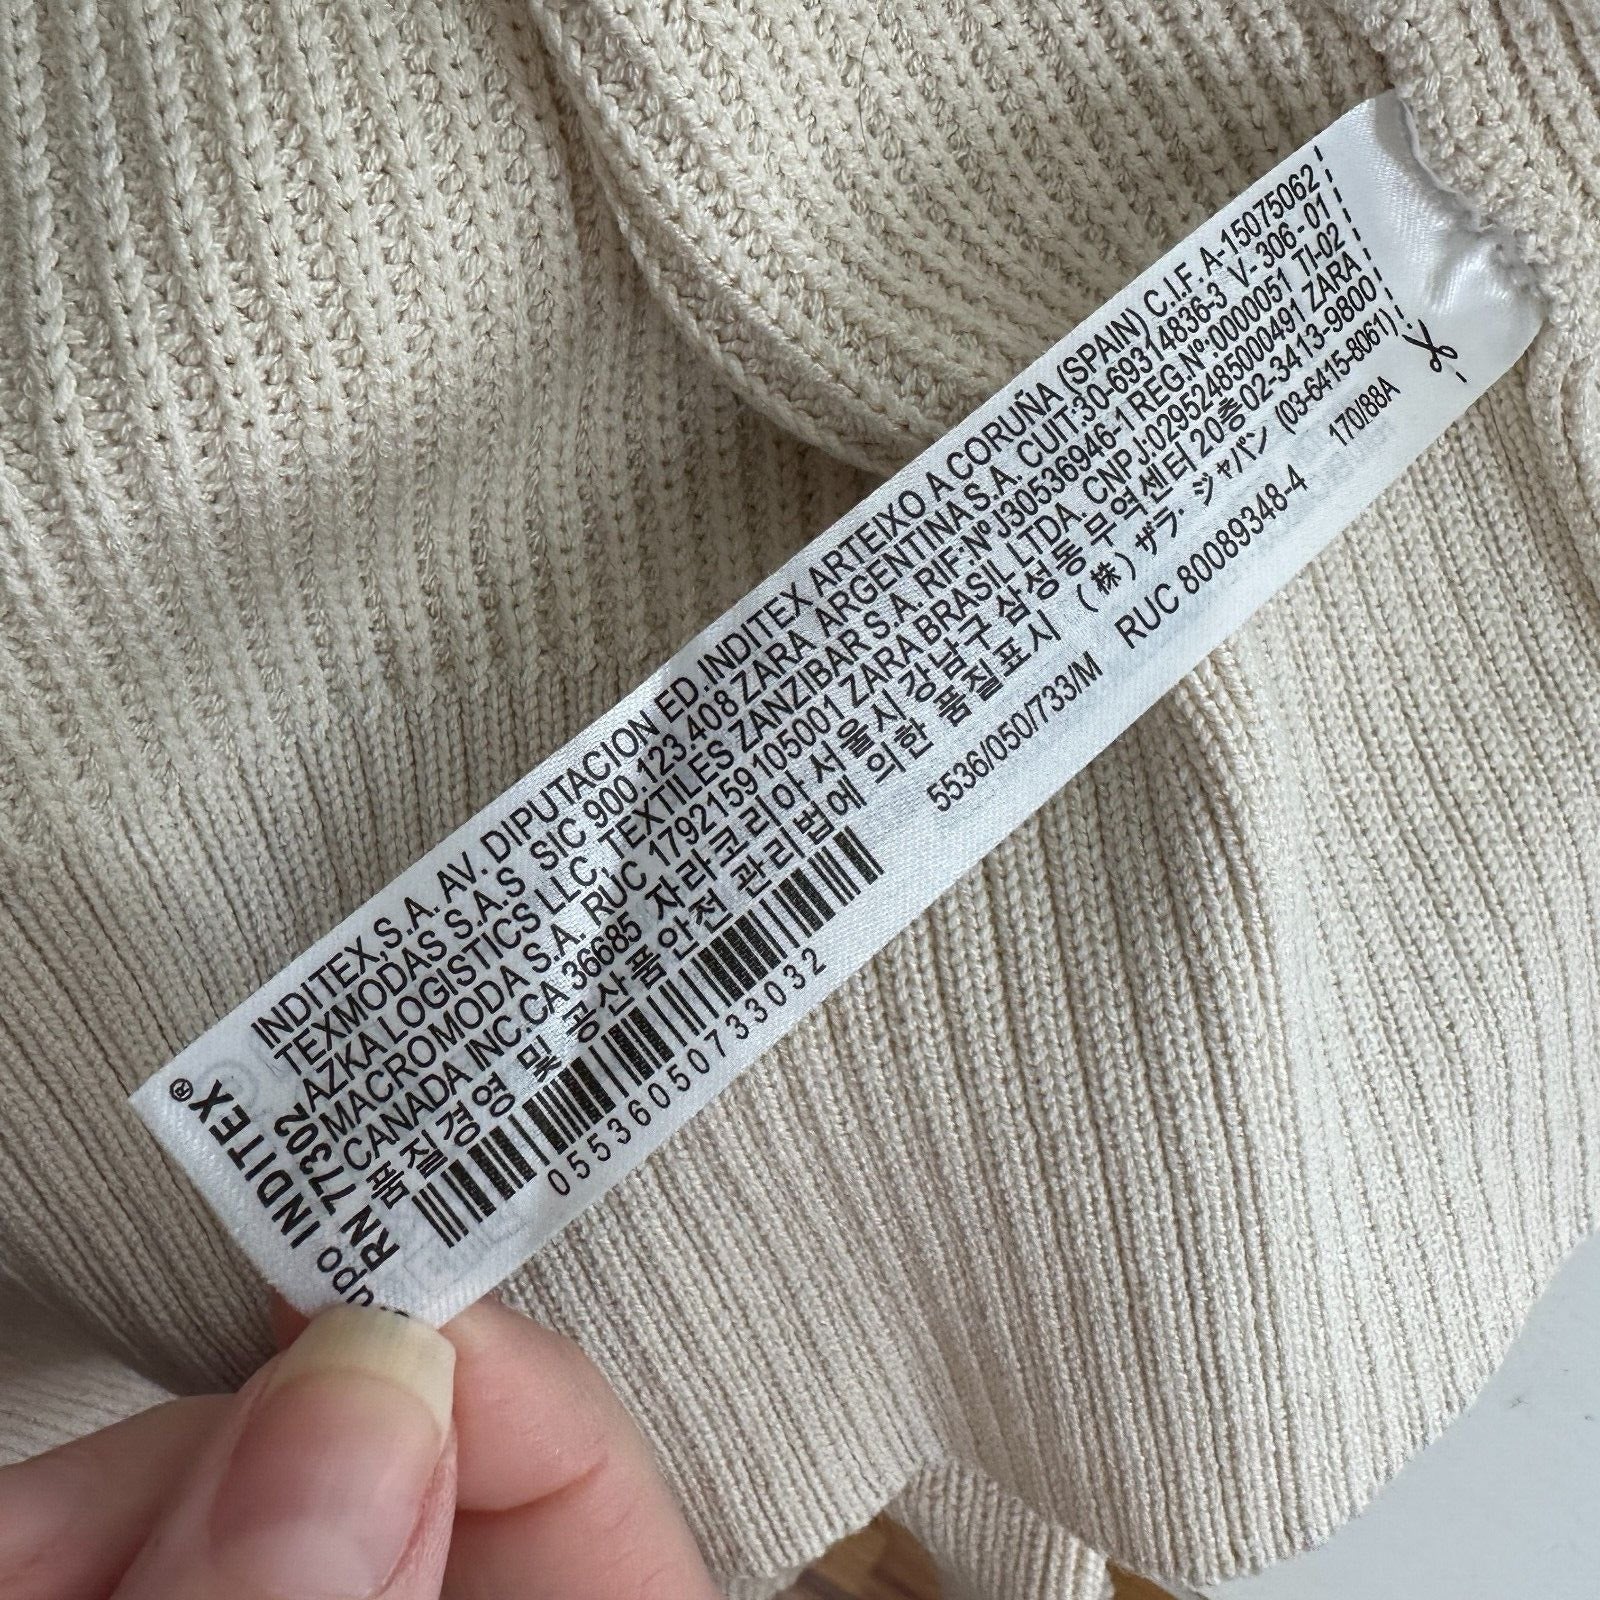 INDITEX,S.A. AV. DIPUTACION ED.INDITEX ARTEIXO A CORUÑA (SPAIN) C.I.F. A-15075062
TEXMODAS S.A.S SIC 900.123.408 ZARA ARGENTINA S.A. CUIT:30-69314836-3 V-306-01
AZKA LOGISTICS LLC, TEXTILES ZANZIBAR S.A. RIF:NºJ30536946-1 REG.Nº:0000051 TI-02
MACROMODA S.A. RUC 1792159105001 ZARA BRASIL LTDA. CNPJ:02952485000491 ZARA
CANADA INC.CA 36685 자라코리아 서울시 강남구 삼성동 무역센터 20층 02-3413-9800
품질경영 및 공산품안전 관리법에 의한 품질표시 (株) ザラ・ジャパン (03-6415-8061)
INDITEX®
RN 77302
5536/050/733/M RUC 80089348-4 170/88A
05536050733032